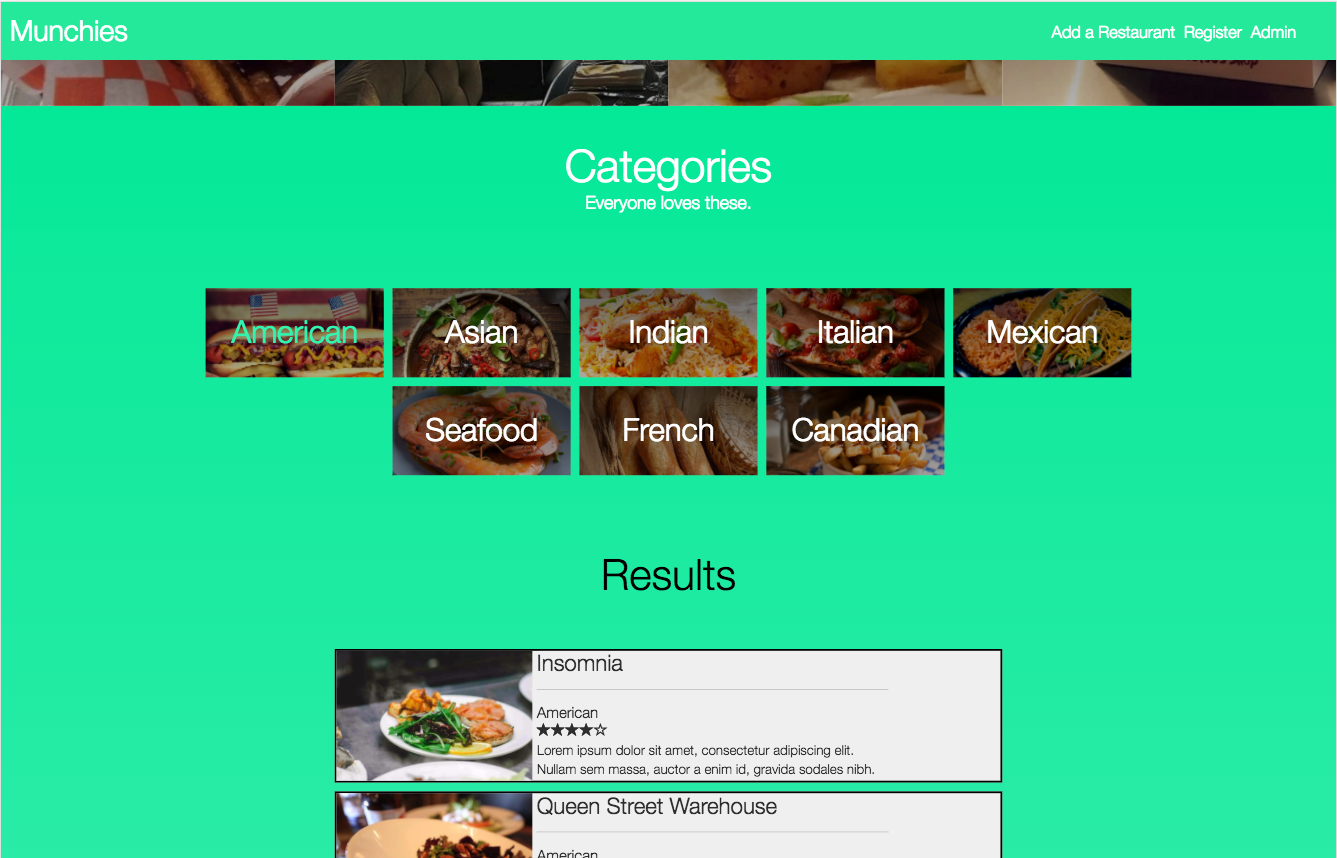 Munchies
Add a Restaurant Register Admin
Categories
Everyone loves these.
American
Asian
Indian
Italian
Mexican
Seafood
French
Canadian
Results
Insomnia
American
★★★★☆
Lorem ipsum dolor sit amet, consectetur adipiscing elit.
Nullam sem massa, auctor a enim id, gravida sodales nibh.
Queen Street Warehouse
American